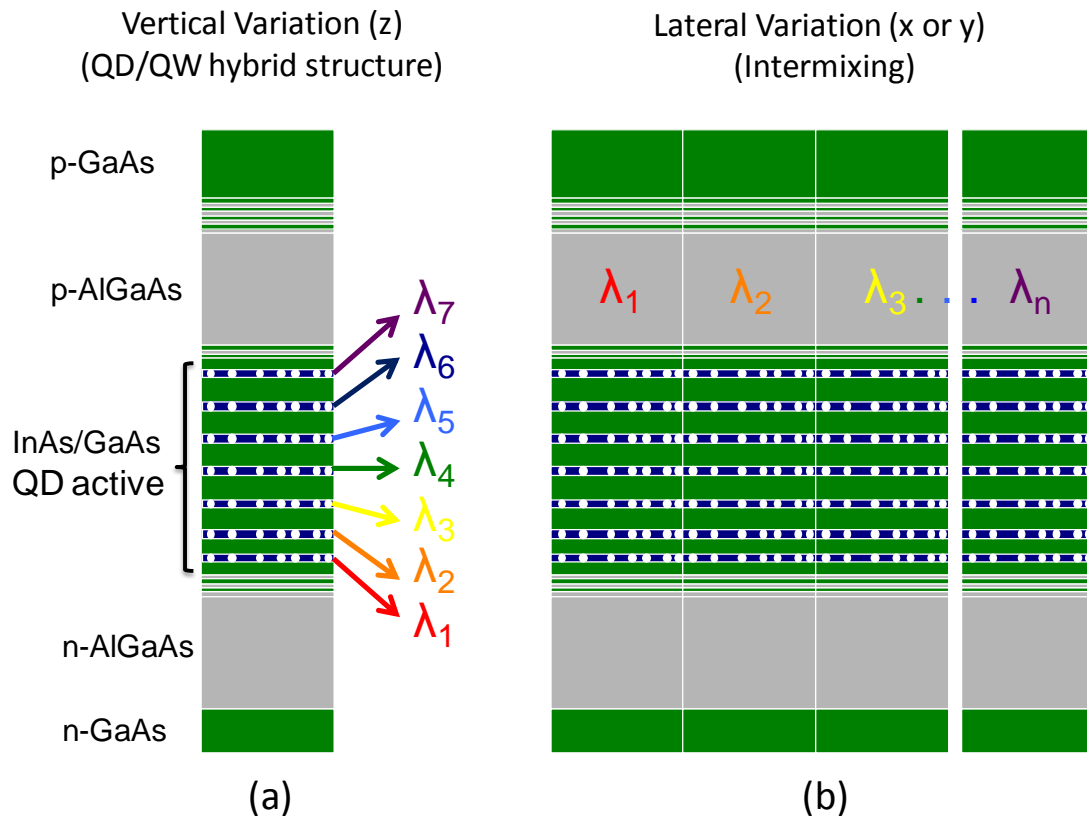 Vertical Variation (z)
(QD/QW hybrid structure)
Lateral Variation (x or y)
(Intermixing)
p-GaAs
p-AlGaAs
InAs/GaAs
QD active
n-AlGaAs
n-GaAs
λ7
λ6
λ5
λ4
λ3
λ2
λ1
λ1 λ2 λ3 . . . λn
(a)
(b)